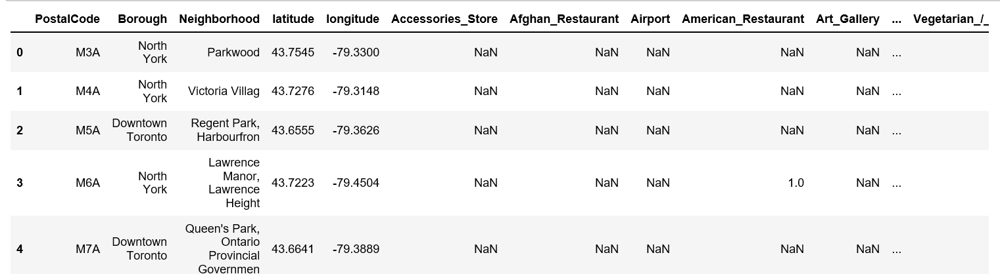 PostalCode Borough Neighborhood latitude longitude Accessories_Store Afghan_Restaurant Airport American_Restaurant Art_Gallery ... Vegetarian_/_
0 M3A North York Parkwood 43.7545 -79.3300 NaN NaN NaN NaN NaN ...
1 M4A North York Victoria Villag 43.7276 -79.3148 NaN NaN NaN NaN NaN ...
2 M5A Downtown Toronto Regent Park, Harbourfron 43.6555 -79.3626 NaN NaN NaN NaN NaN ...
3 M6A North York Lawrence Manor, Lawrence Height 43.7223 -79.4504 NaN NaN NaN 1.0 NaN ...
4 M7A Downtown Toronto Queen's Park, Ontario Provincial Governmen 43.6641 -79.3889 NaN NaN NaN NaN NaN ...